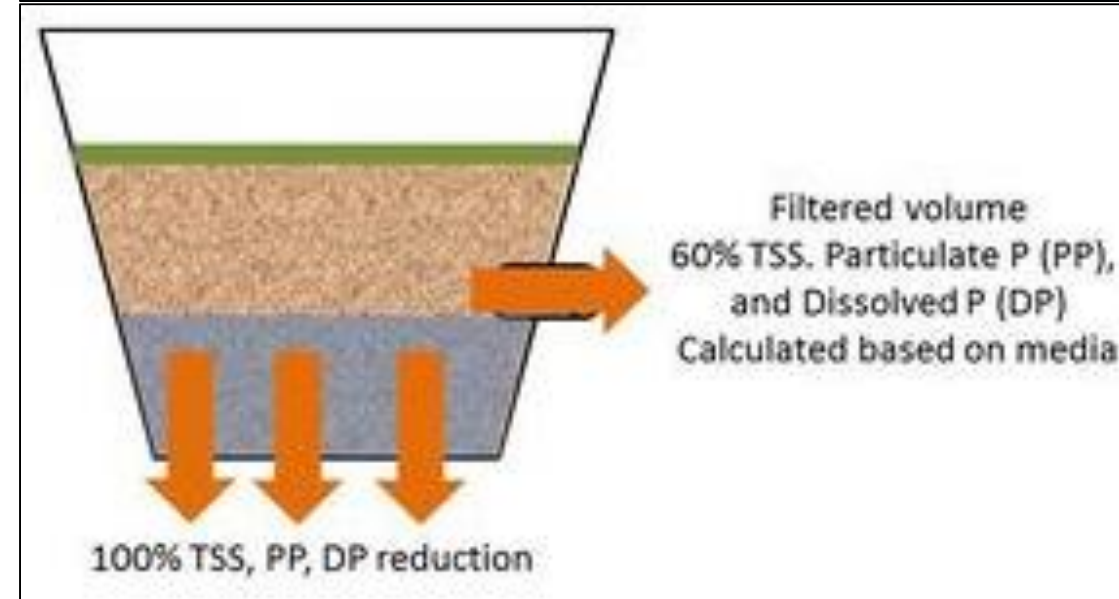 Filtered volume
60% TSS. Particulate P (PP),
and Dissolved P (DP)
Calculated based on media
100% TSS, PP, DP reduction